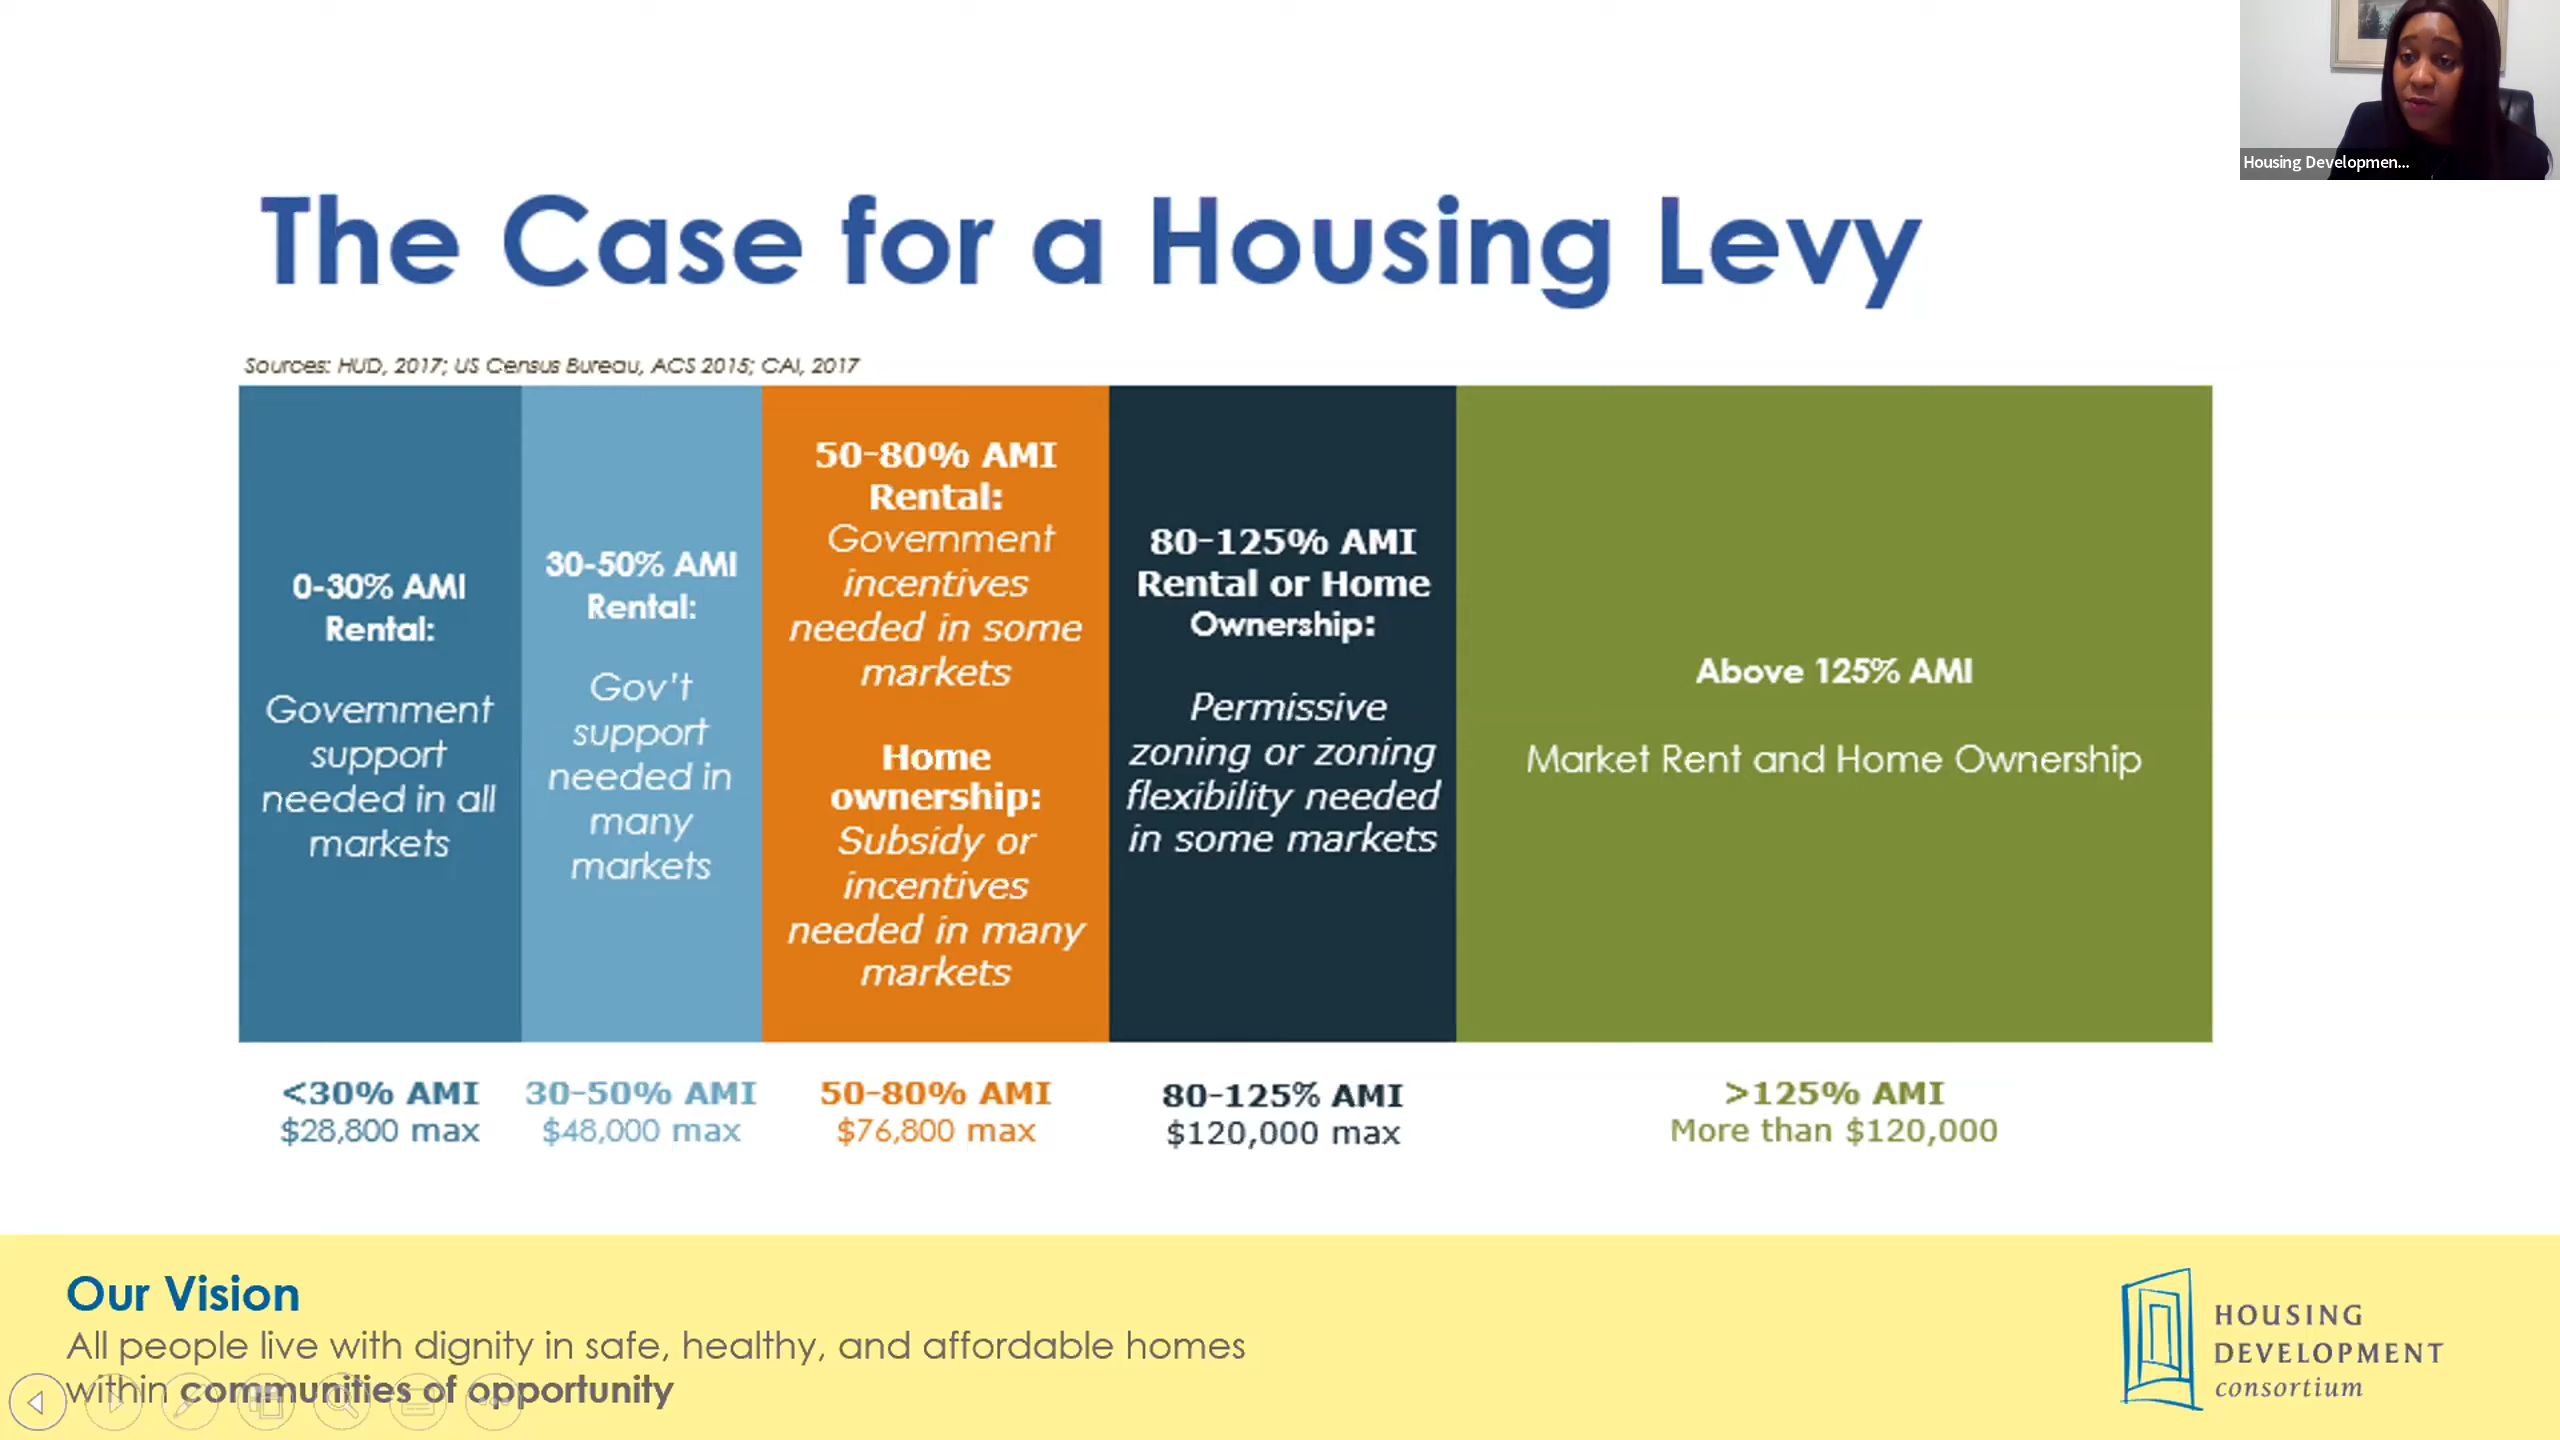 Housing Developmen...
The Case for a Housing Levy
Sources: HUD, 2017; US Census Bureau, ACS 2015; CAI, 2017
0-30% AMI
Rental:
Government
support
needed in all
markets
30-50% AMI
Rental:
Gov't
support
needed in
many
markets
50-80% AMI
Rental:
Government
incentives
needed in some
markets
Home
ownership:
Subsidy or
incentives
needed in many
markets
80-125% AMI
Rental or Home
Ownership:
Permissive
zoning or zoning
flexibility needed
in some markets
Above 125% AMI
Market Rent and Home Ownership
<30% AMI
$28,800 max
30-50% AMI
$48,000 max
50-80% AMI
$76,800 max
80-125% AMI
$120,000 max
>125% AMI
More than $120,000
Our Vision
All people live with dignity in safe, healthy, and affordable homes
within communities of opportunity
HOUSING
DEVELOPMENT
consortium